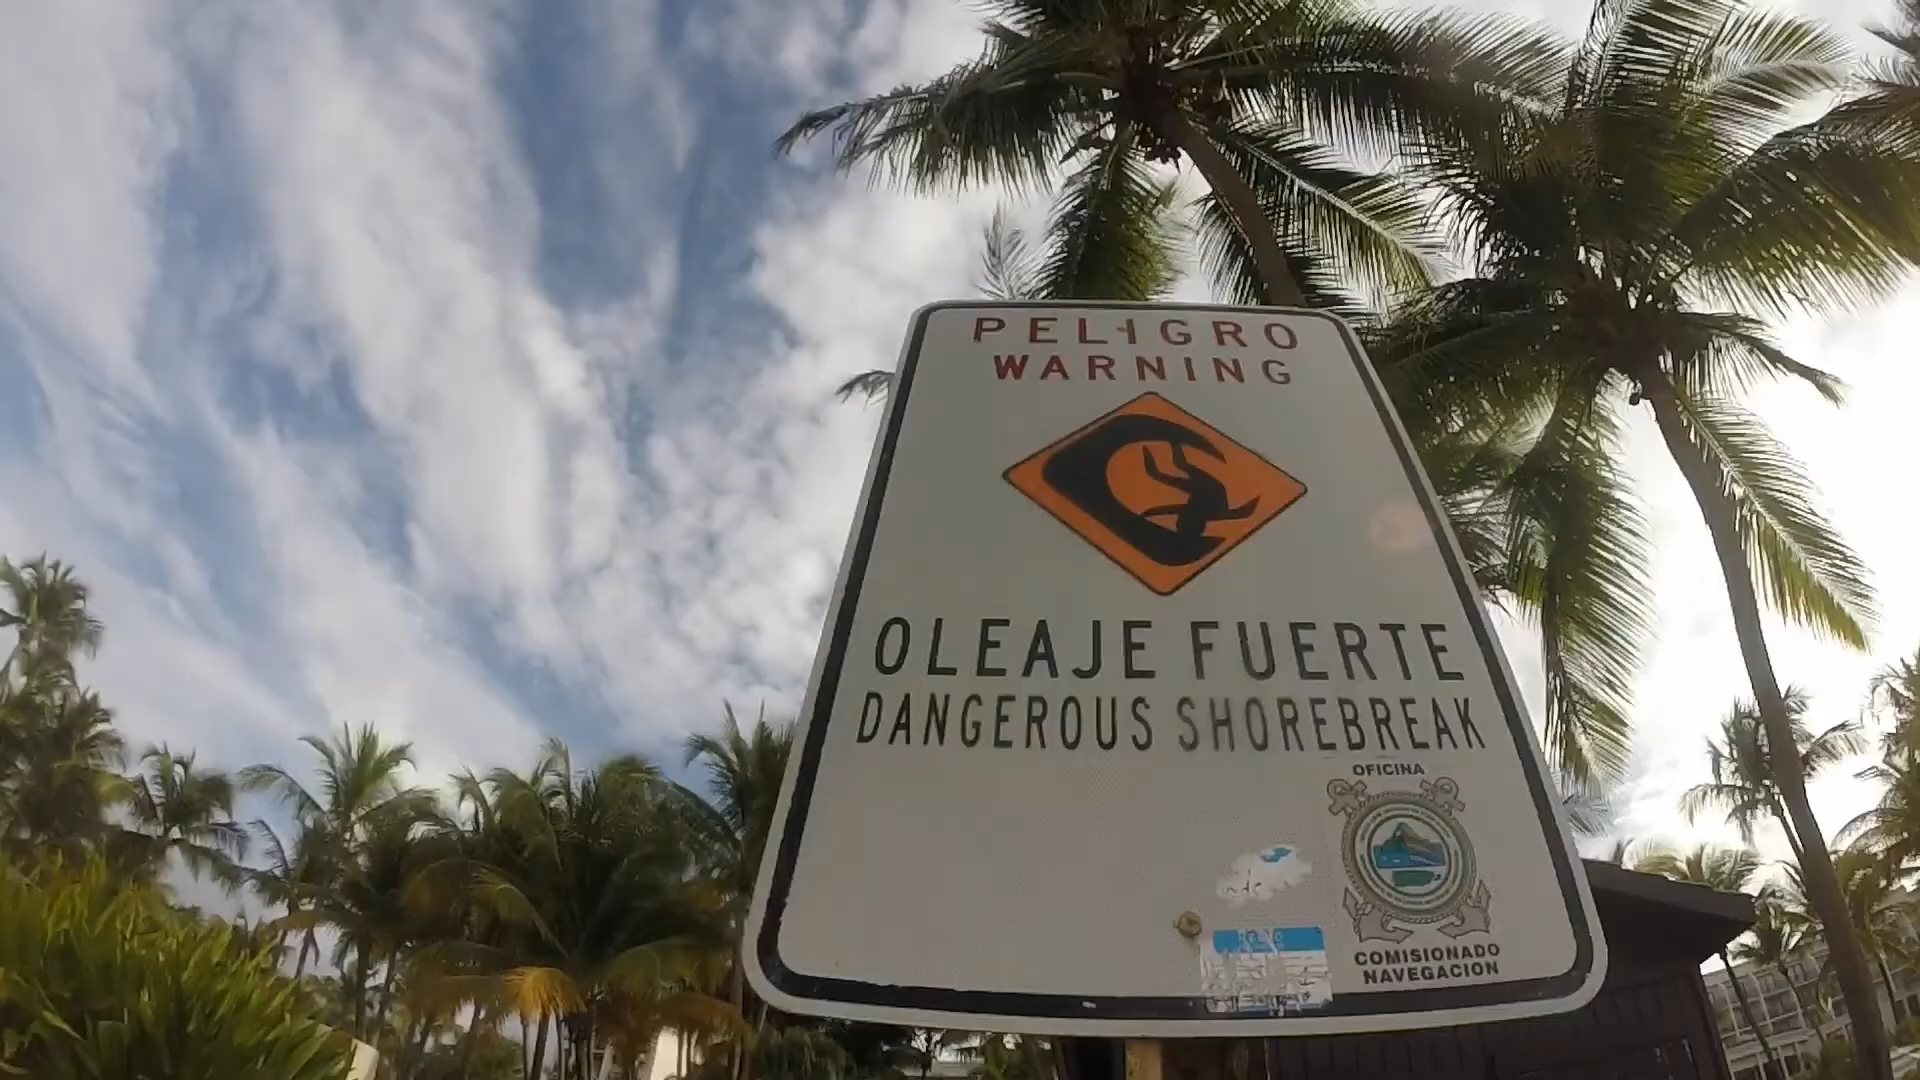 PELIGRO
WARNING
OLEAJE FUERTE
DANGEROUS SHOREBREAK
OFICINA
COMISIONADO
NAVEGACION